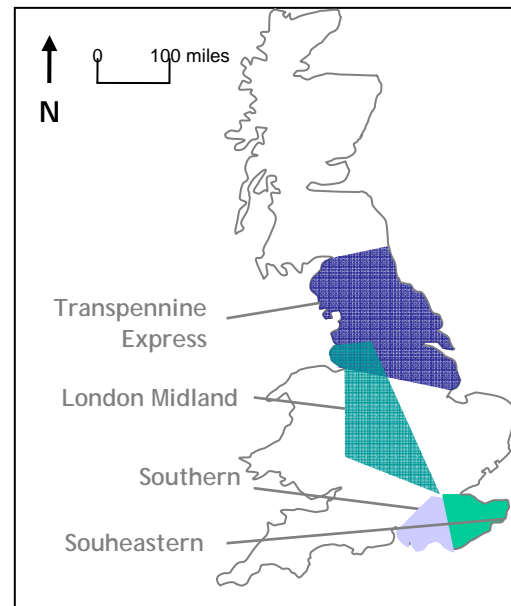 0 100 miles
N
Transpennine
Express
London Midland
Southern
Souheastern